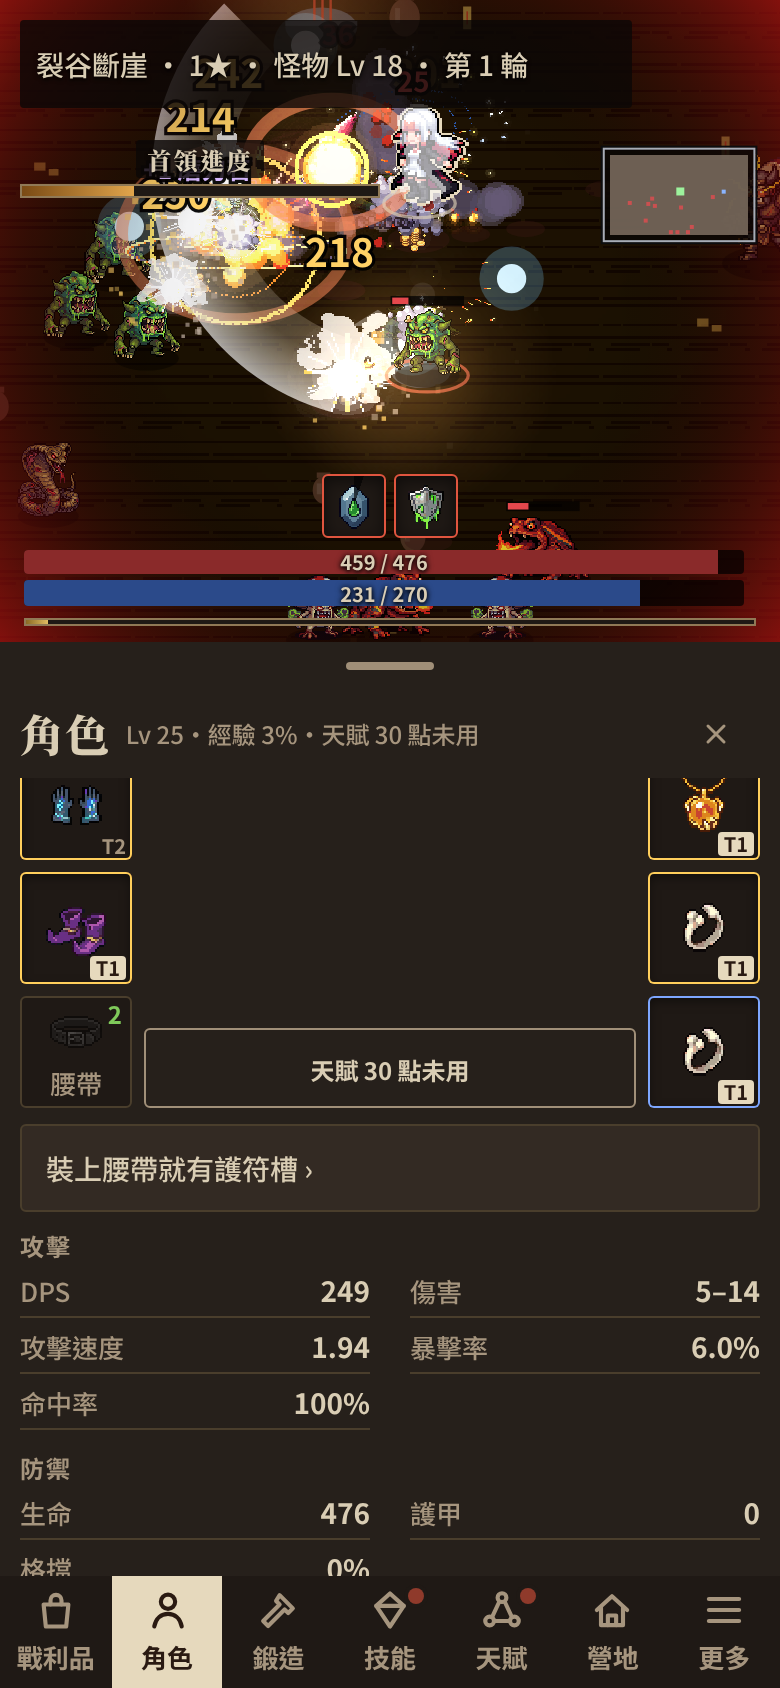 裂谷斷崖 · 1★ · 怪物 Lv 18 · 第 1 輪
214
首領進度
218
459 / 476
231 / 270
角色 Lv 25・經驗 3%・天賦 30 點未用
T2
T1
T1
T1
2
腰帶
天賦 30 點未用
T1
裝上腰帶就有護符槽 ›
攻擊
DPS 249
傷害 5–14
攻擊速度 1.94
暴擊率 6.0%
命中率 100%
防禦
生命 476
護甲 0
格擋 0%
戰利品
角色
鍛造
技能
天賦
營地
更多